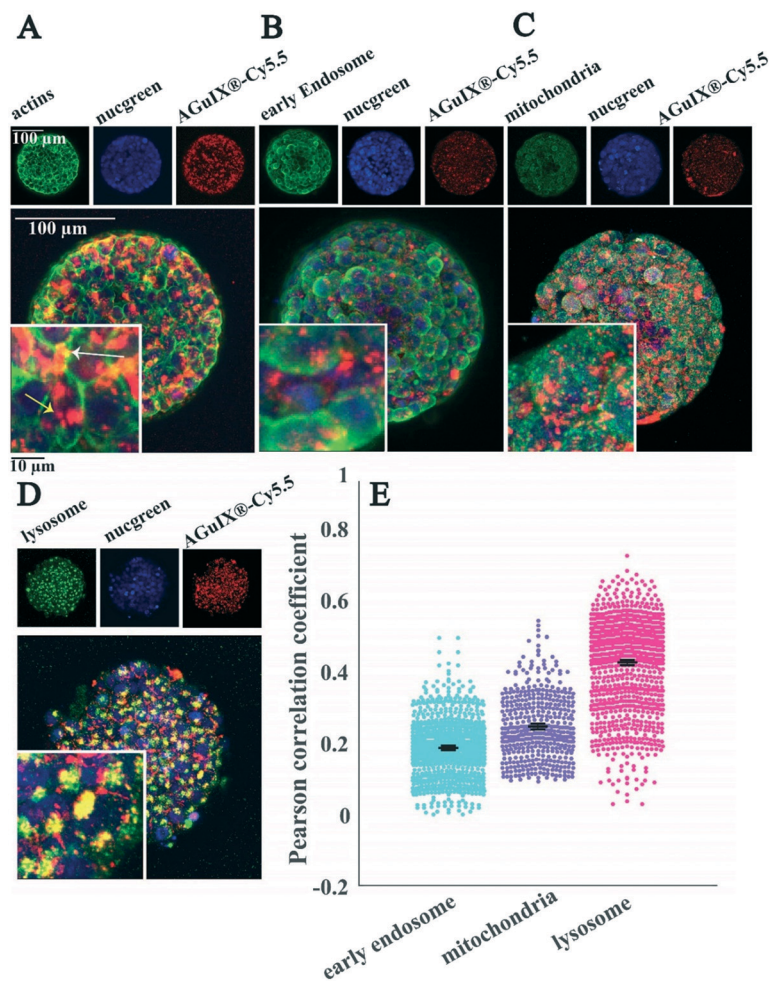 A
B
C
actins
nucgreen
AGuIX®-Cy5.5
early Endosome
nucgreen
AGuIX®-Cy5.5
mitochondria
nucgreen
AGuIX®-Cy5.5
100 µm
100 µm
10 µm
D
lysosome
nucgreen
AGuIX®-Cy5.5
E
Pearson correlation coefficient
1
0.8
0.6
0.4
0.2
0
-0.2
early endosome
mitochondria
lysosome